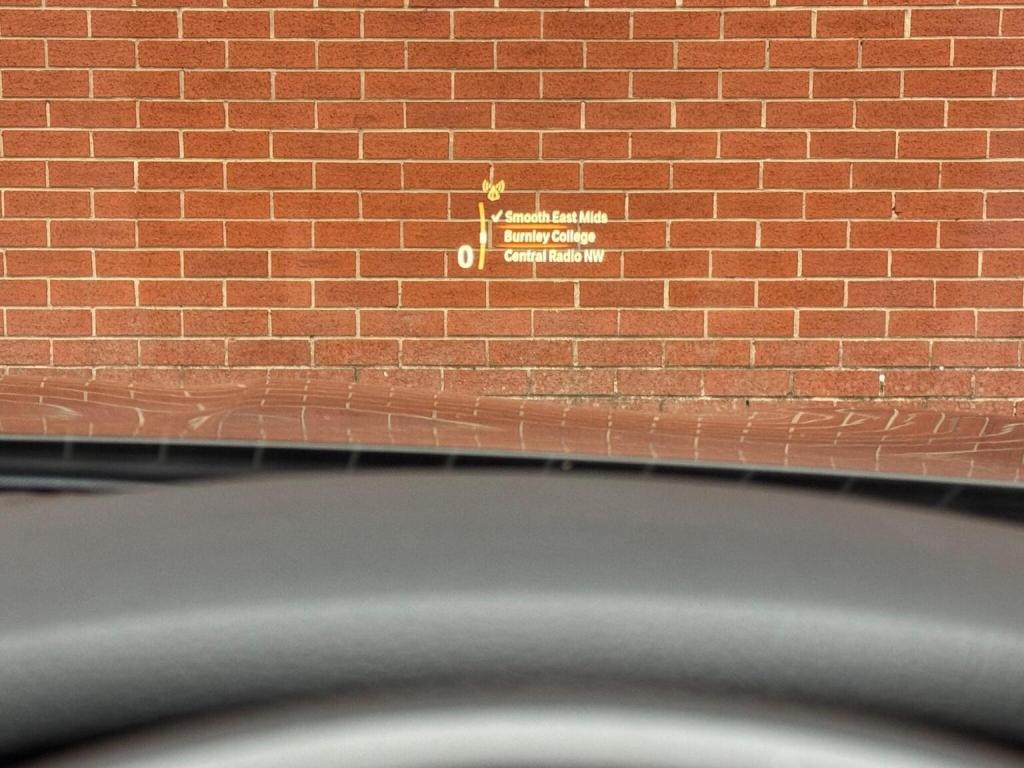 ✓ Smooth East Mids
Burnley College
0 Central Radio NW